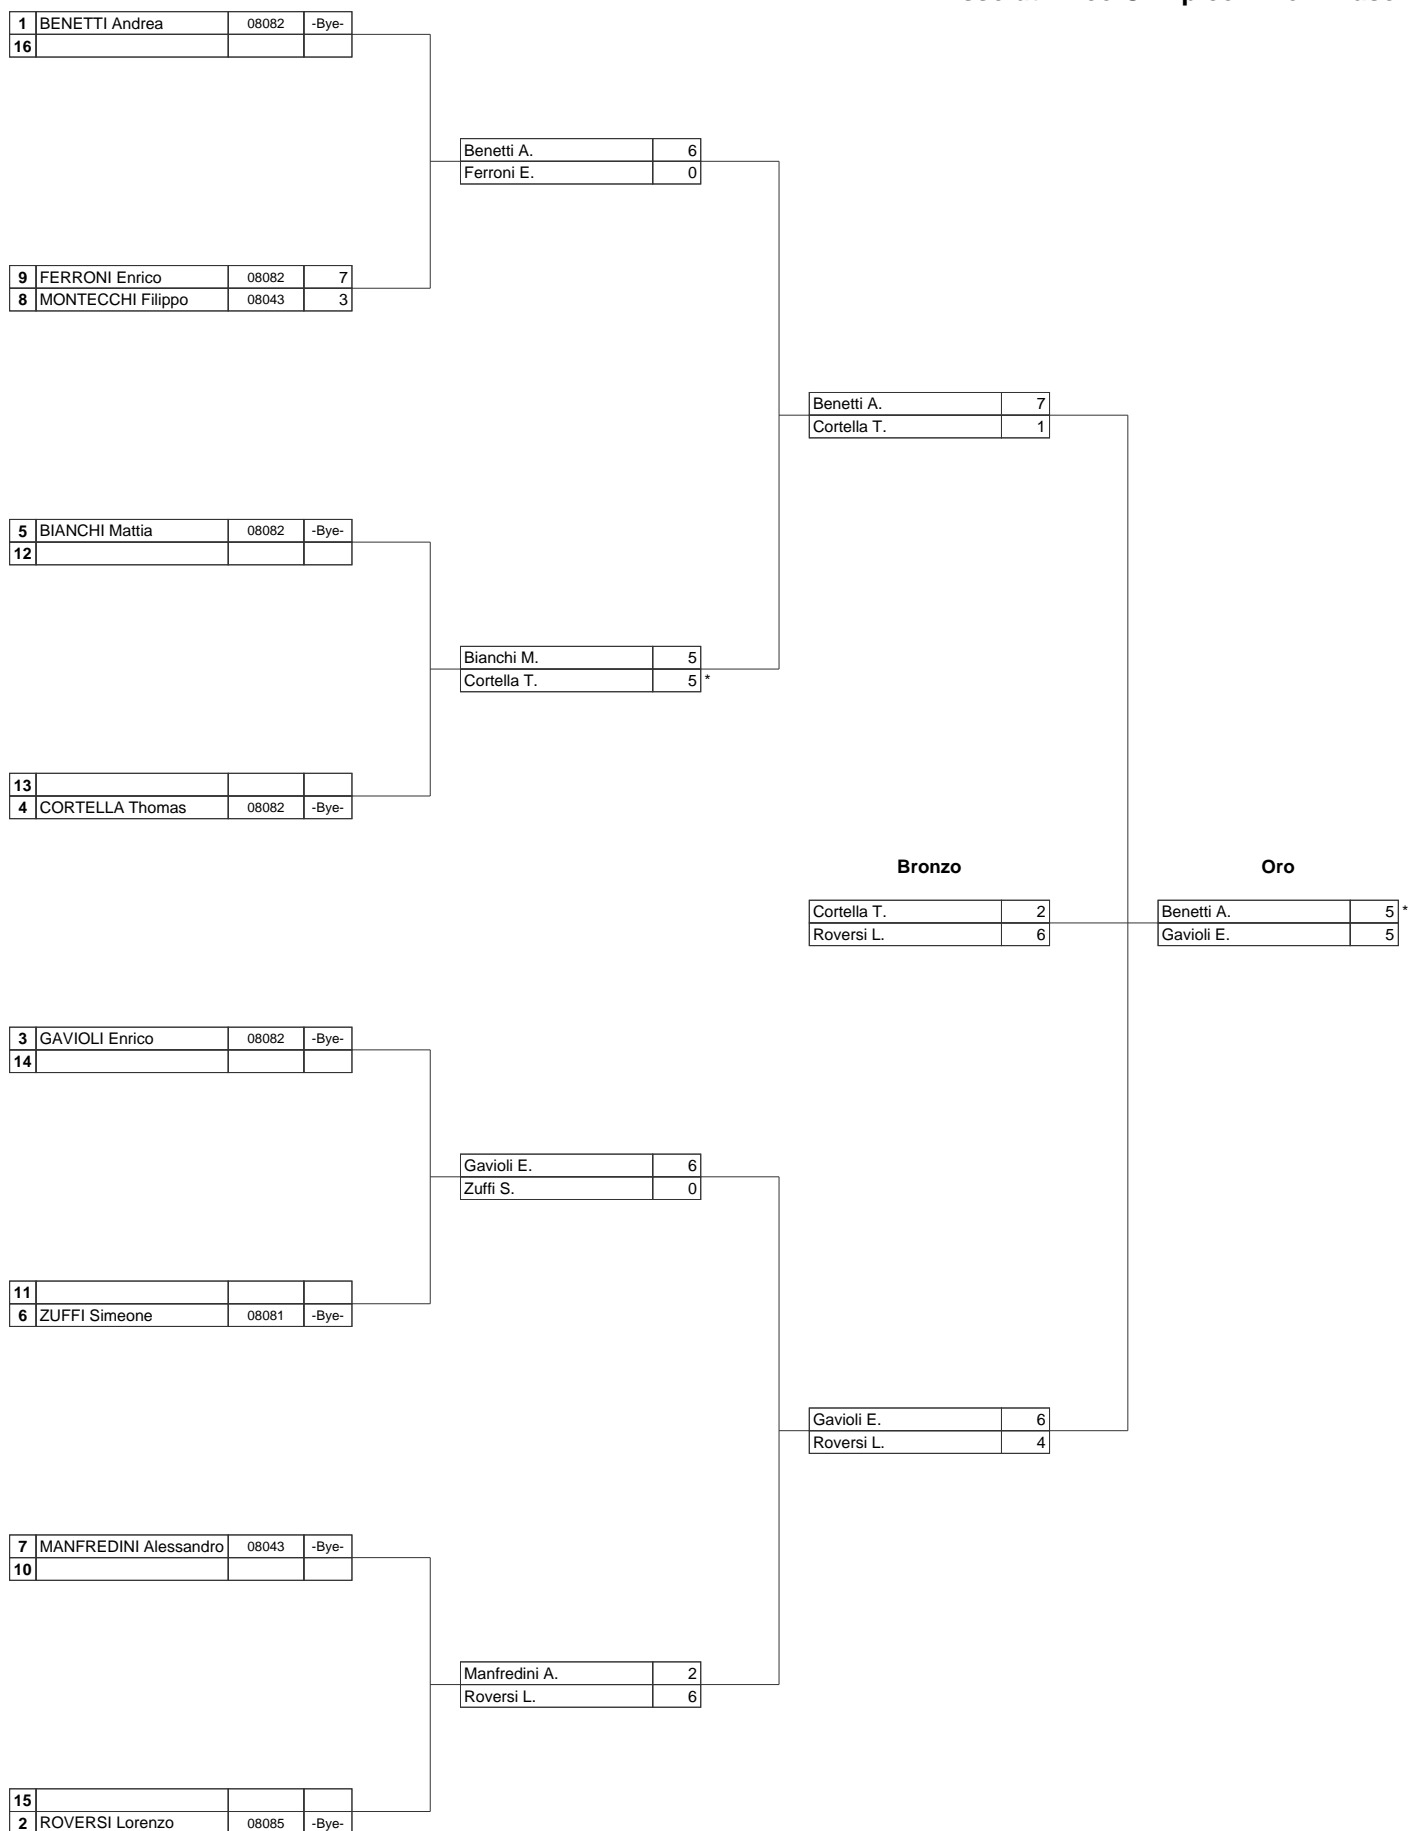 1 BENETTI Andrea 08082 -Bye-
16
Benetti A. 6
Ferroni E. 0
9 FERRONI Enrico 08082 7
8 MONTECCHI Filippo 08043 3
Benetti A. 7
Cortella T. 1
5 BIANCHI Mattia 08082 -Bye-
12
Bianchi M. 5
Cortella T. 5 *
13
4 CORTELLA Thomas 08082 -Bye-
Bronzo Oro
Cortella T. 2 Benetti A. 5 *
Roversi L. 6 Gavioli E. 5
3 GAVIOLI Enrico 08082 -Bye-
14
Gavioli E. 6
Zuffi S. 0
11
6 ZUFFI Simeone 08081 -Bye-
Gavioli E. 6
Roversi L. 4
7 MANFREDINI Alessandro 08043 -Bye-
10
Manfredini A. 2
Roversi L. 6
15
2 ROVERSI Lorenzo 08085 -Bye-